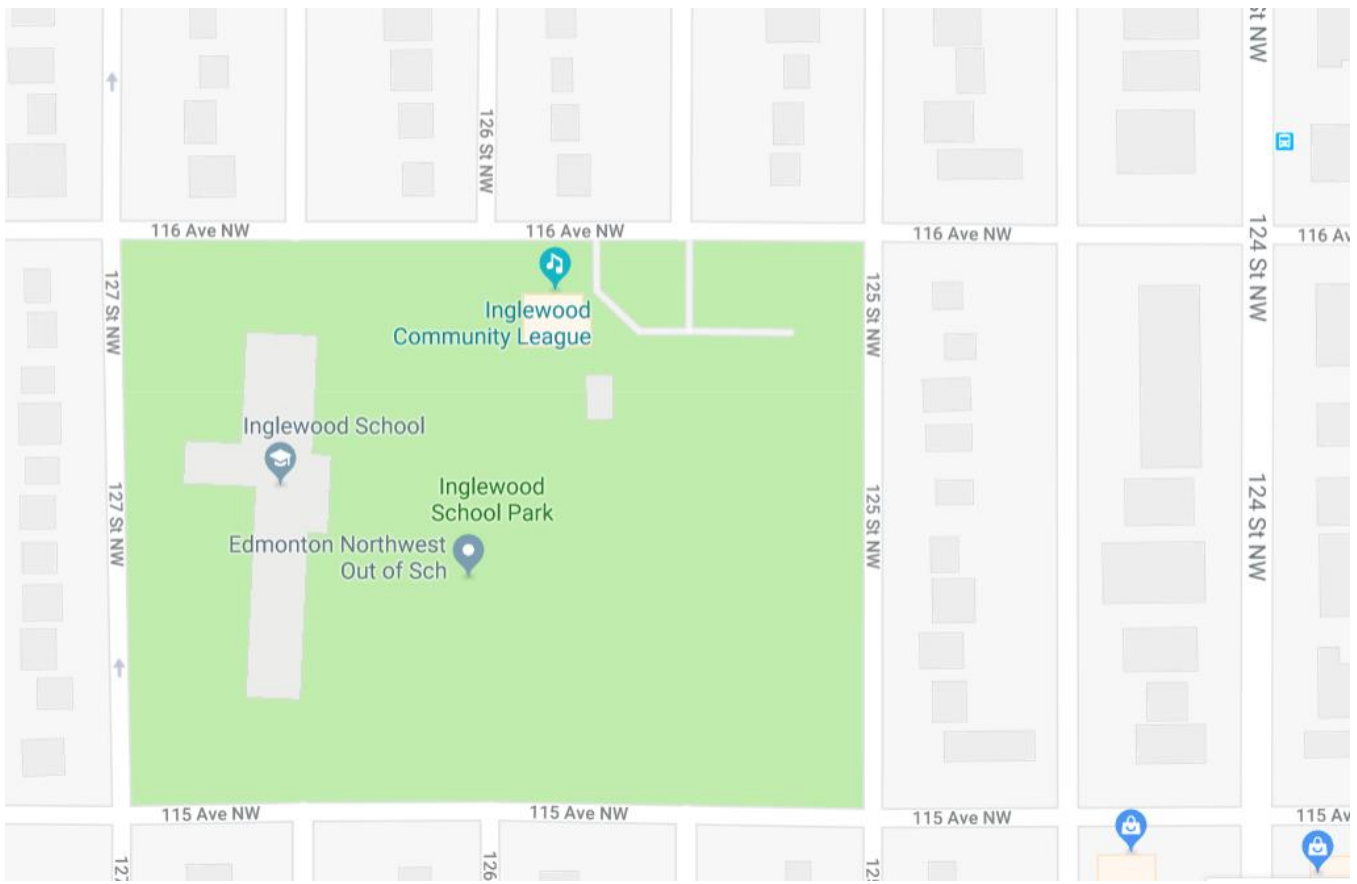 St NW
126 St NW
116 Ave NW
116 Ave NW
116 Ave NW
124 St NW
116 Av
127 St NW
125 St NW
Inglewood
Community League
Inglewood School
Inglewood
School Park
127 St NW
125 St NW
124 St NW
Edmonton Northwest
Out of Sch
115 Ave NW
115 Ave NW
115 Ave NW
115 Av
127
126
125